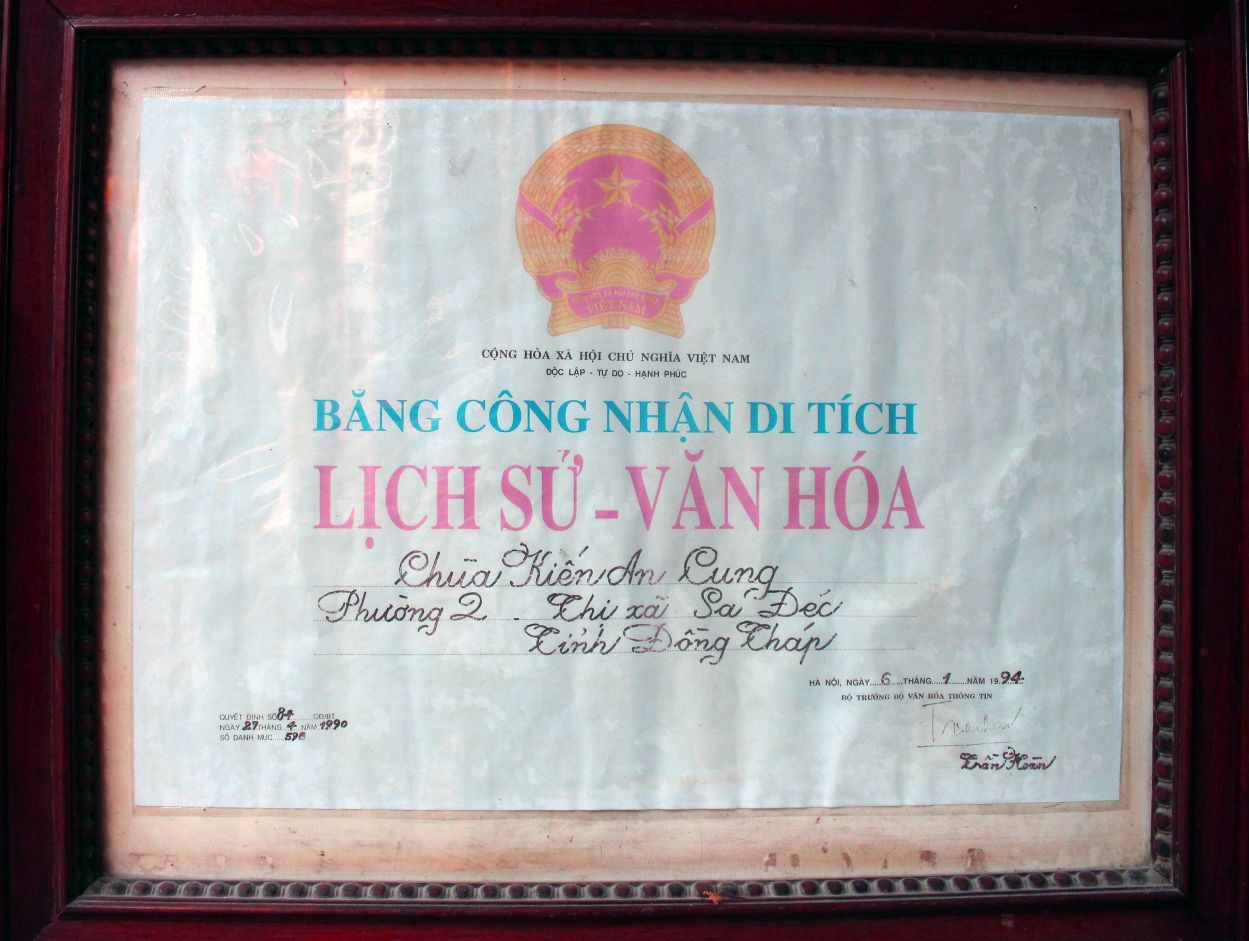 VIỆT NAM
CỘNG HÒA XÃ HỘI CHỦ NGHĨA VIỆT NAM
ĐỘC LẬP - TỰ DO - HẠNH PHÚC
BẰNG CÔNG NHẬN DI TÍCH
LỊCH SỬ - VĂN HÓA
Chùa Kiến An Cung
Phường 2 . Thị xã Sa Đéc
Tỉnh Đồng Tháp
HÀ NỘI, NGÀY....6....THÁNG....1....NĂM 1994
BỘ TRƯỞNG BỘ VĂN HÓA THÔNG TIN
QUYẾT ĐỊNH SỐ 84 ........QĐ/BT
NGÀY 27 THÁNG. 4 NĂM 1990
SỐ DANH MỤC.....596
Trần Hoàn